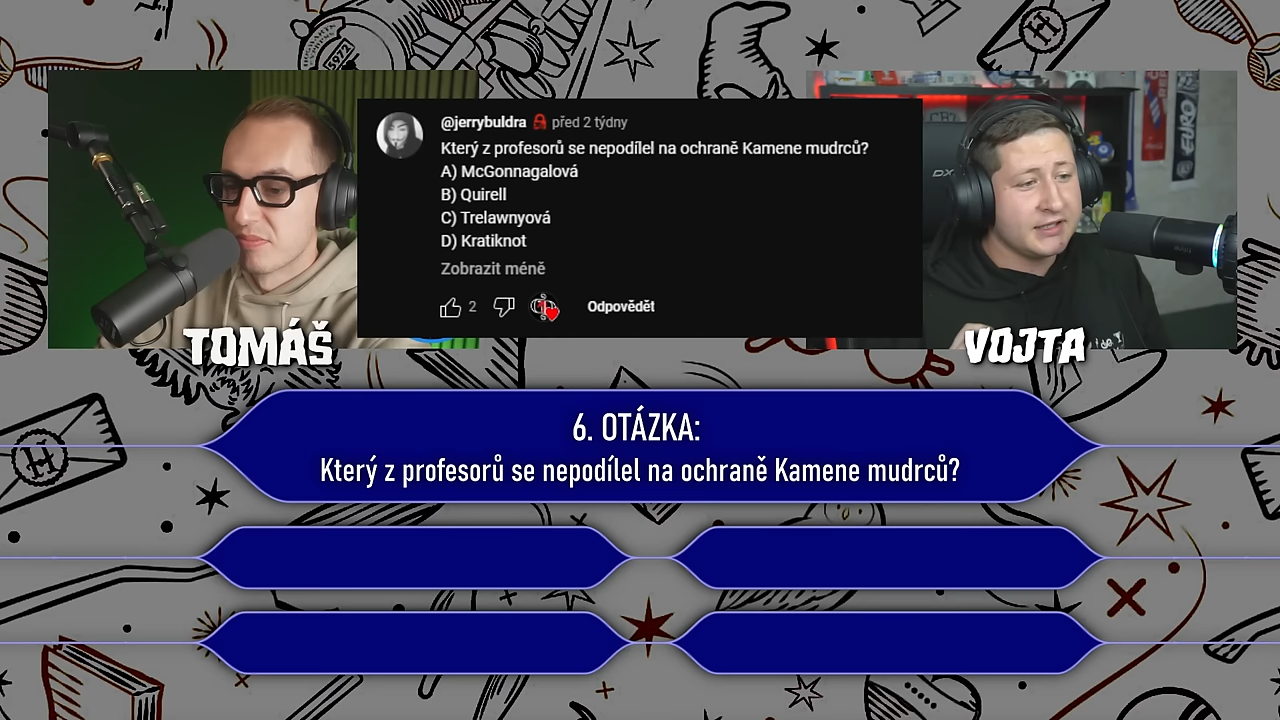 @jerrybuldra před 2 týdny
Který z profesorů se nepodílel na ochraně Kamene mudrců?
A) McGonnagalová
B) Quirell
C) Trelawnyová
D) Kratiknot
Zobrazit méně
2
Odpovědět
TOMÁŠ
VOJTA
6. OTÁZKA:
Který z profesorů se nepodílel na ochraně Kamene mudrců?